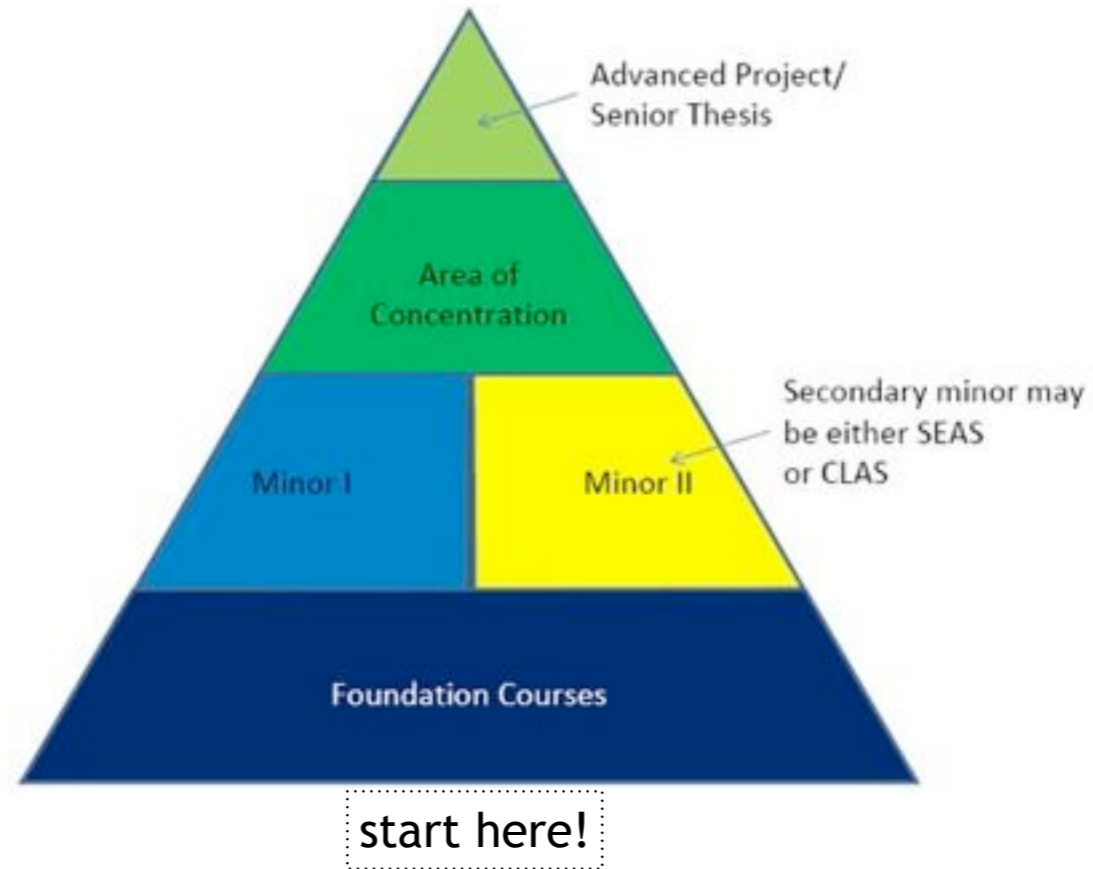 Advanced Project/
Senior Thesis
Area of
Concentration
Secondary minor may
be either SEAS
or CLAS
Minor I
Minor II
Foundation Courses
start here!